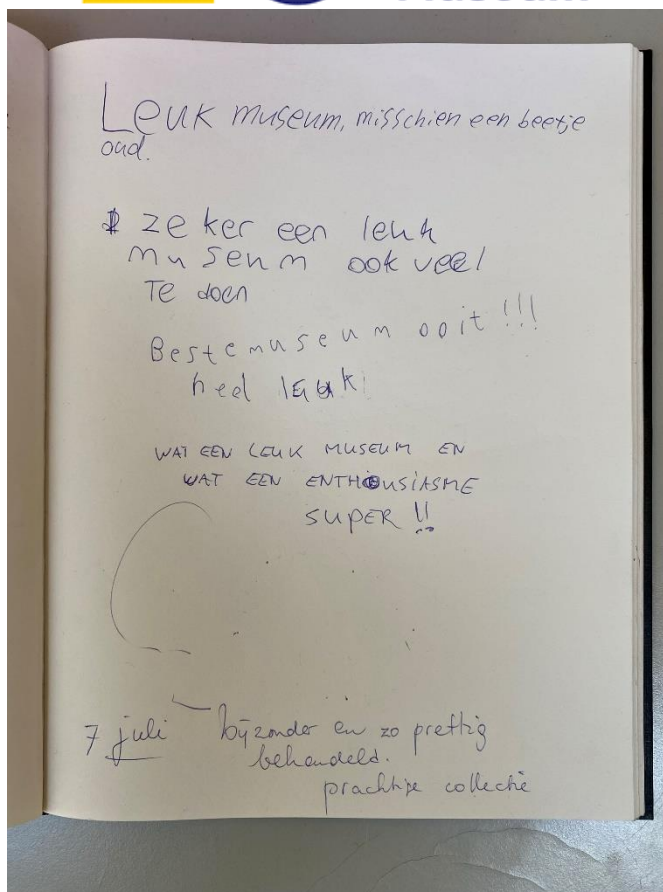 Leuk museum, misschien een beetje
oud.
zeker een leuk
museum ook veel
Te doen
Beste museum ooit!!!
heel leuk
WAT EEN LEUK MUSEUM EN
WAT EEN ENTHOUSIASME
SUPER !!
7 juli bijzonder en zo prettig
behandeld.
prachtige collectie